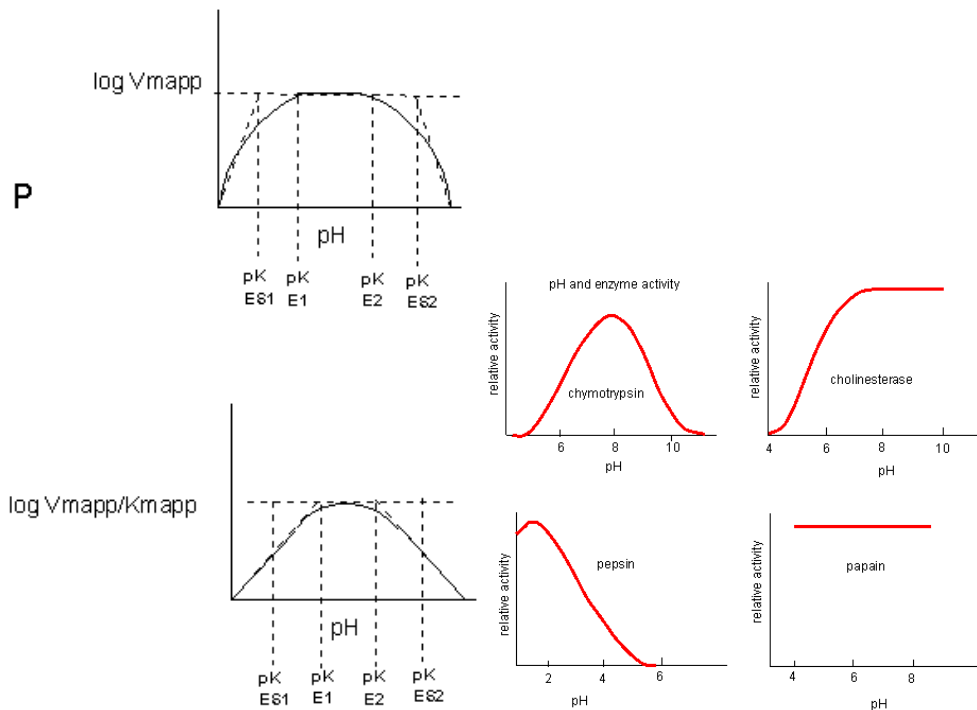 log Vmapp
P
pH
pK pK pK pK
ES1 E1 E2 ES2
pH and enzyme activity
relative activity
chymotrypsin
6 8 10
pH
relative activity
cholinesterase
4 6 8 10
pH
log Vmapp/Kmapp
pH
pK pK pK pK
ES1 E1 E2 ES2
relative activity
pepsin
2 4 6
pH
relative activity
papain
4 6 8
pH